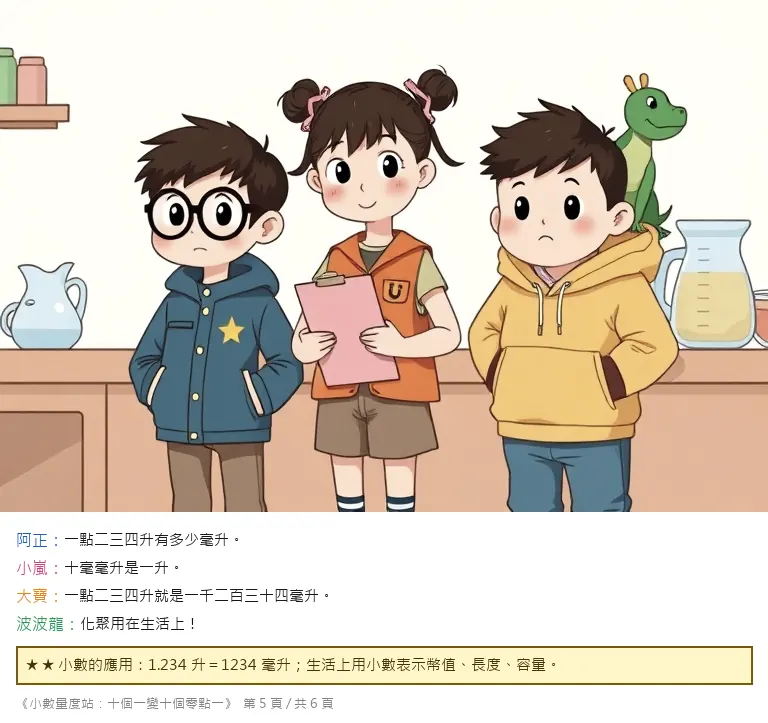 阿正：一點二三四升有多少毫升。
小嵐：十毫毫升是一升。
大寶：一點二三四升就是一千二百三十四毫升。
波波龍：化聚用在生活上！
★★ 小數的應用：1.234 升＝1234 毫升；生活上用小數表示幣值、長度、容量。
《小數量度站：十個一變十個零點一》 第 5 頁 / 共 6 頁